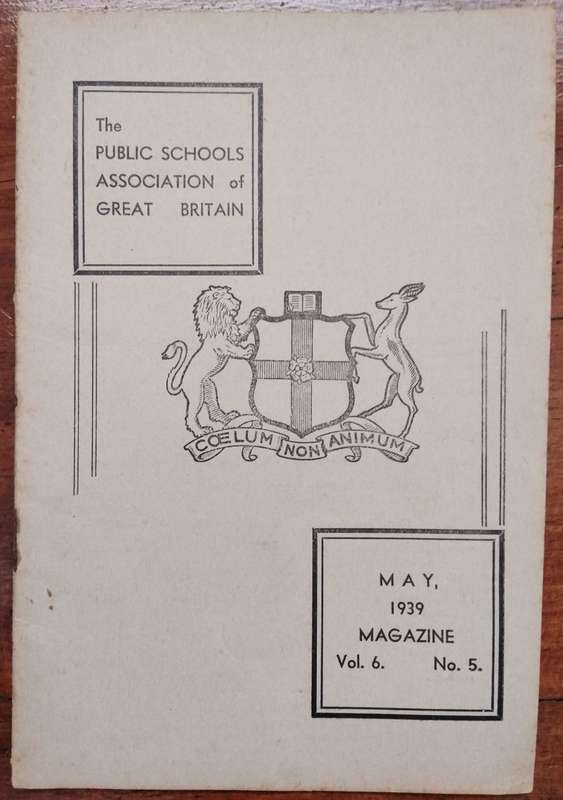 The
PUBLIC SCHOOLS
ASSOCIATION of
GREAT BRITAIN
CŒLUM NON ANIMUM
MAY,
1939
MAGAZINE
Vol. 6. No. 5.